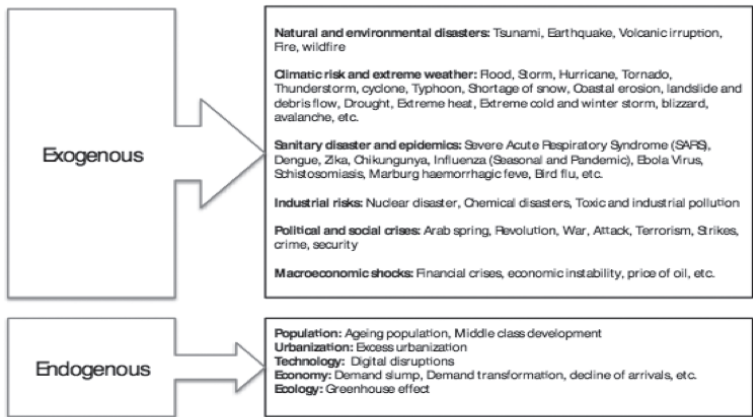 Exogenous
Natural and environmental disasters: Tsunami, Earthquake, Volcanic irruption,
Fire, wildfire
Climatic risk and extreme weather: Flood, Storm, Hurricane, Tornado,
Thunderstorm, cyclone, Typhoon, Shortage of snow, Coastal erosion, landslide and
debris flow, Drought, Extreme heat, Extreme cold and winter storm, blizzard,
avalanche, etc.
Sanitary disaster and epidemics: Severe Acute Respiratory Syndrome (SARS),
Dengue, Zika, Chikungunya, Influenza (Seasonal and Pandemic), Ebola Virus,
Schistosomiasis, Marburg haemorrhagic feve, Bird flu, etc.
Industrial risks: Nuclear disaster, Chemical disasters, Toxic and industrial pollution
Political and social crises: Arab spring, Revolution, War, Attack, Terrorism, Strikes,
crime, security
Macroeconomic shocks: Financial crises, economic instability, price of oil, etc.
Endogenous
Population: Ageing population, Middle class development
Urbanization: Excess urbanization
Technology: Digital disruptions
Economy: Demand slump, Demand transformation, decline of arrivals, etc.
Ecology: Greenhouse effect